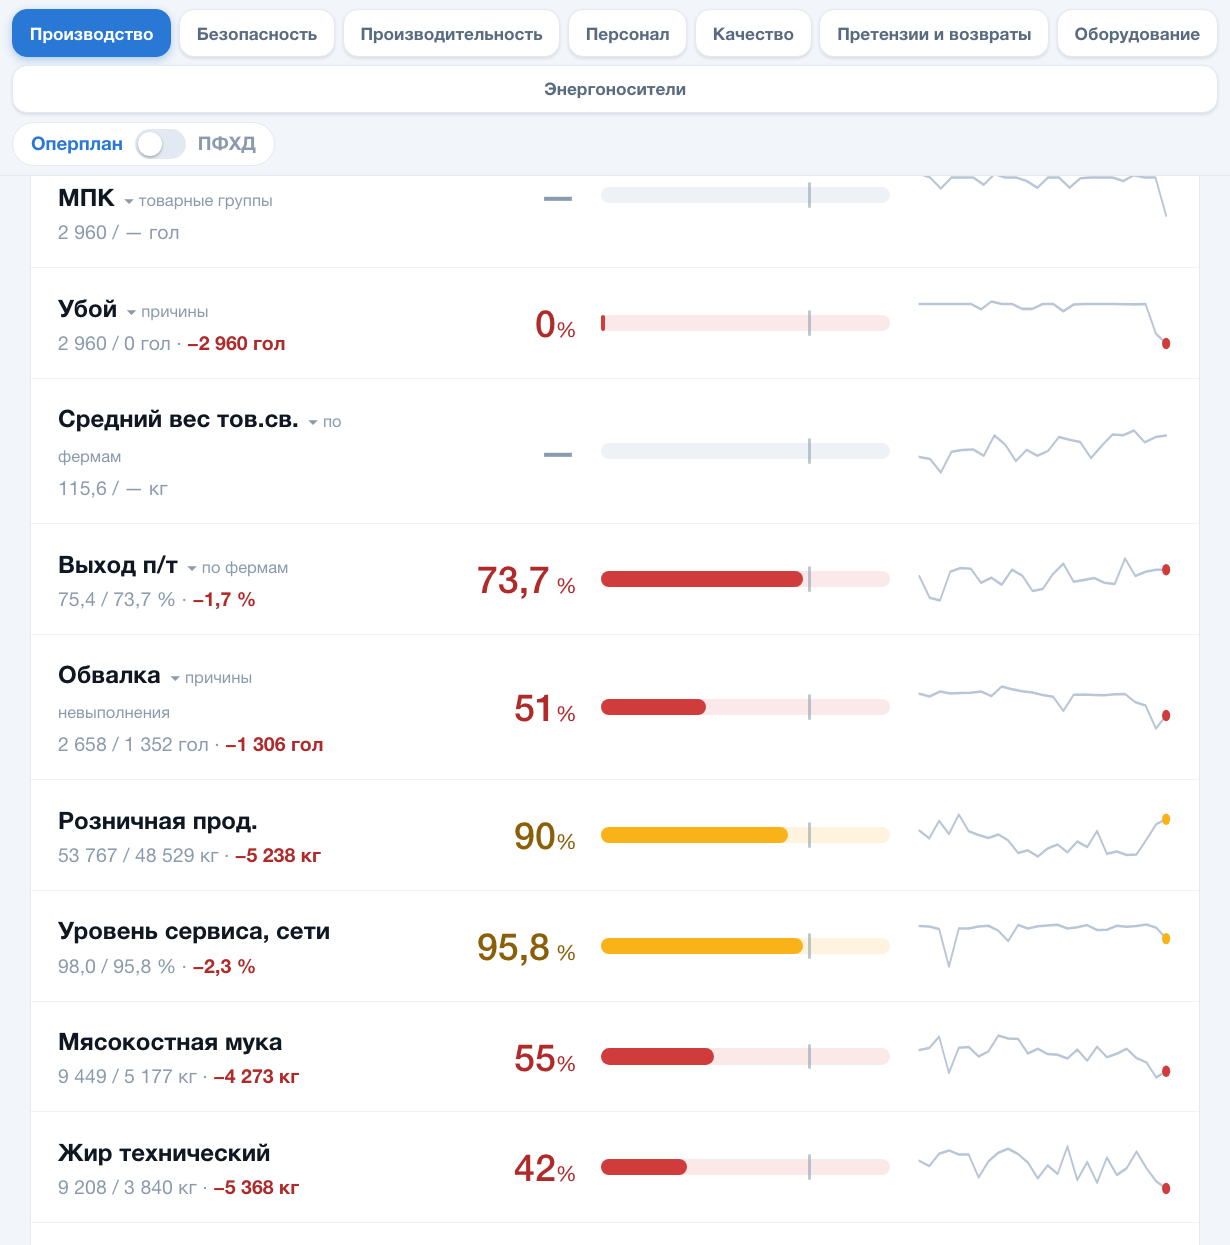 Производство Безопасность Производительность Персонал Качество Претензии и возвраты Оборудование
Энергоносители
Оперплан ПФХД
МПК товарные группы —
2 960 / — гол
Убой причины 0%
2 960 / 0 гол · −2 960 гол
Средний вес тов.св. по
фермам —
115,6 / — кг
Выход п/т по фермам 73,7 %
75,4 / 73,7 % · −1,7 %
Обвалка причины
невыполнения 51%
2 658 / 1 352 гол · −1 306 гол
Розничная прод. 90%
53 767 / 48 529 кг · −5 238 кг
Уровень сервиса, сети 95,8 %
98,0 / 95,8 % · −2,3 %
Мясокостная мука 55%
9 449 / 5 177 кг · −4 273 кг
Жир технический 42%
9 208 / 3 840 кг · −5 368 кг